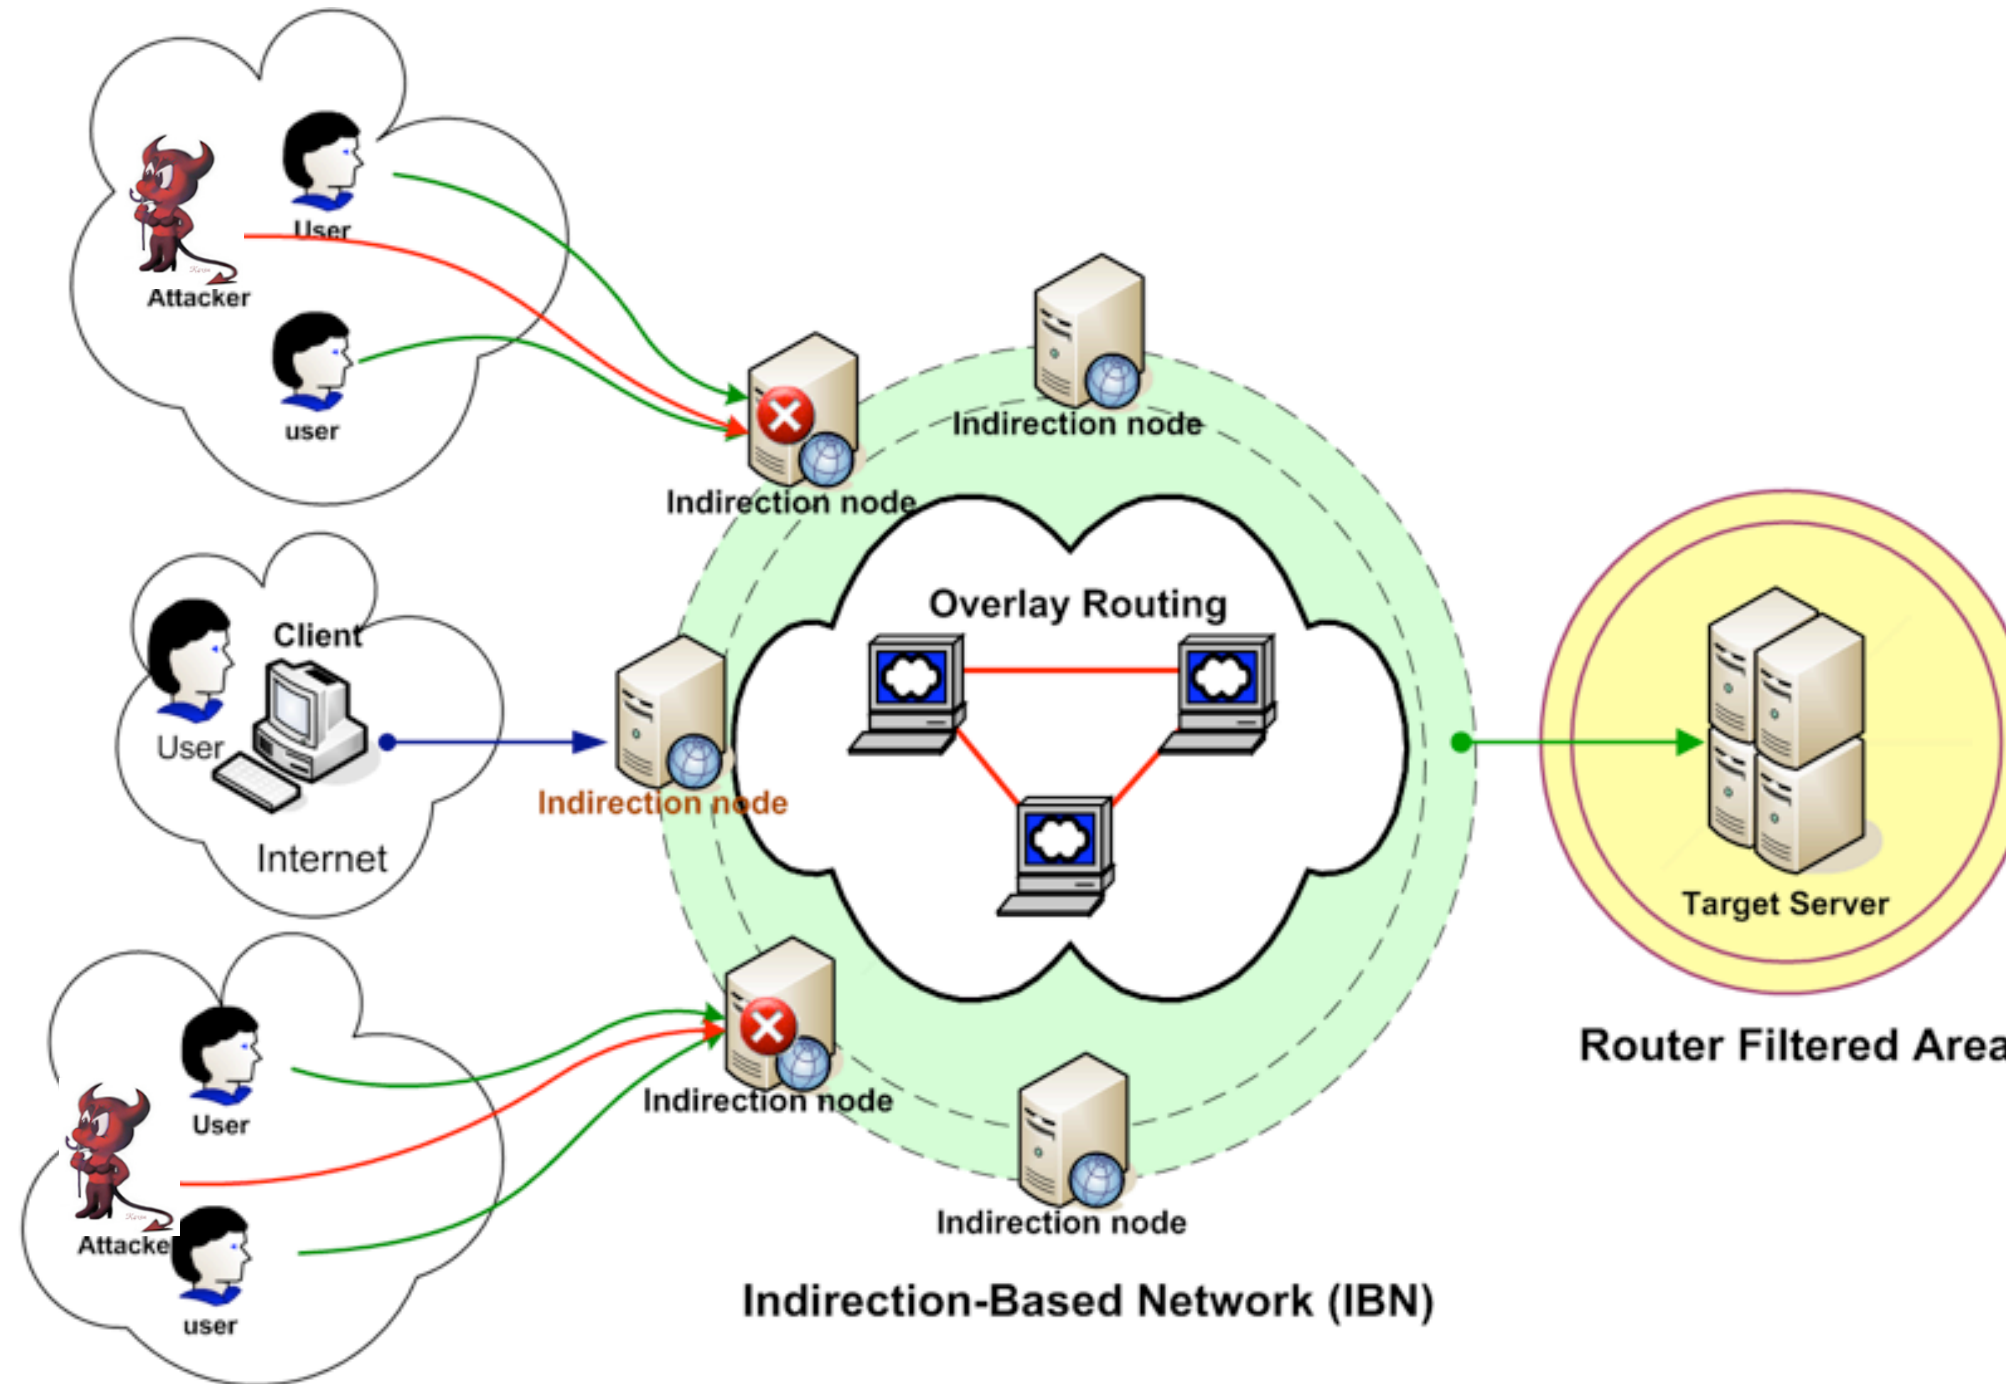 User
Attacker
user
Indirection node
Indirection node
Overlay Routing
Client
User
Internet
Indirection node
Target Server
Router Filtered Area
User
Attacke
user
Indirection node
Indirection node
Indirection-Based Network (IBN)